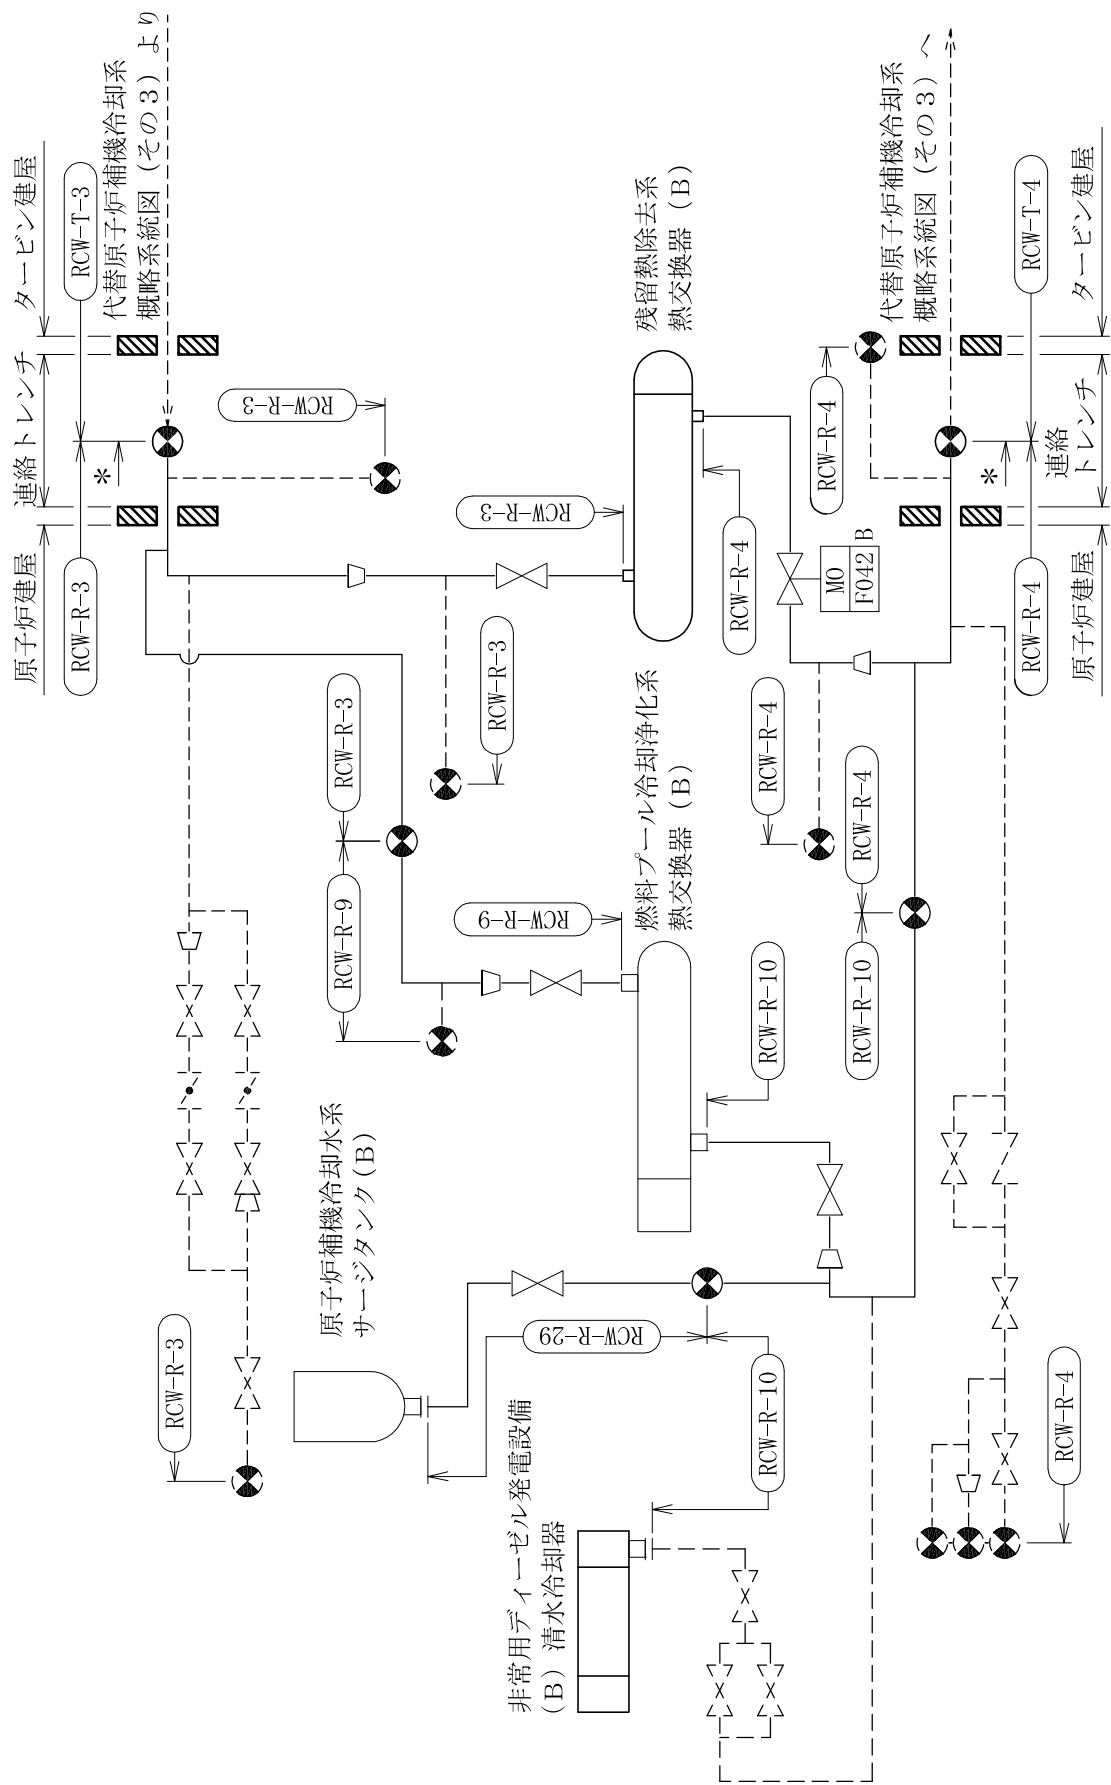 原子炉建屋
連絡トレンチ
タービン建屋
RCW-R-3
RCW-T-3
*
代替原子炉補機冷却系
概略系統図（その３）より
RCW-R-3
RCW-R-3
RCW-R-3
RCW-R-3
RCW-R-3
RCW-R-9
RCW-R-9
原子炉補機冷却水系
サージタンク(B)
残留熱除去系
熱交換器（B）
燃料プール冷却浄化系
熱交換器（B）
非常用ディーゼル発電設備
(B) 清水冷却器
RCW-R-29
RCW-R-10
RCW-R-10
RCW-R-10
RCW-R-4
RCW-R-4
RCW-R-4
RCW-R-4
MO
F042
B
代替原子炉補機冷却系
概略系統図（その３）へ
*
RCW-R-4
RCW-R-4
RCW-T-4
原子炉建屋
連絡
トレンチ
タービン建屋